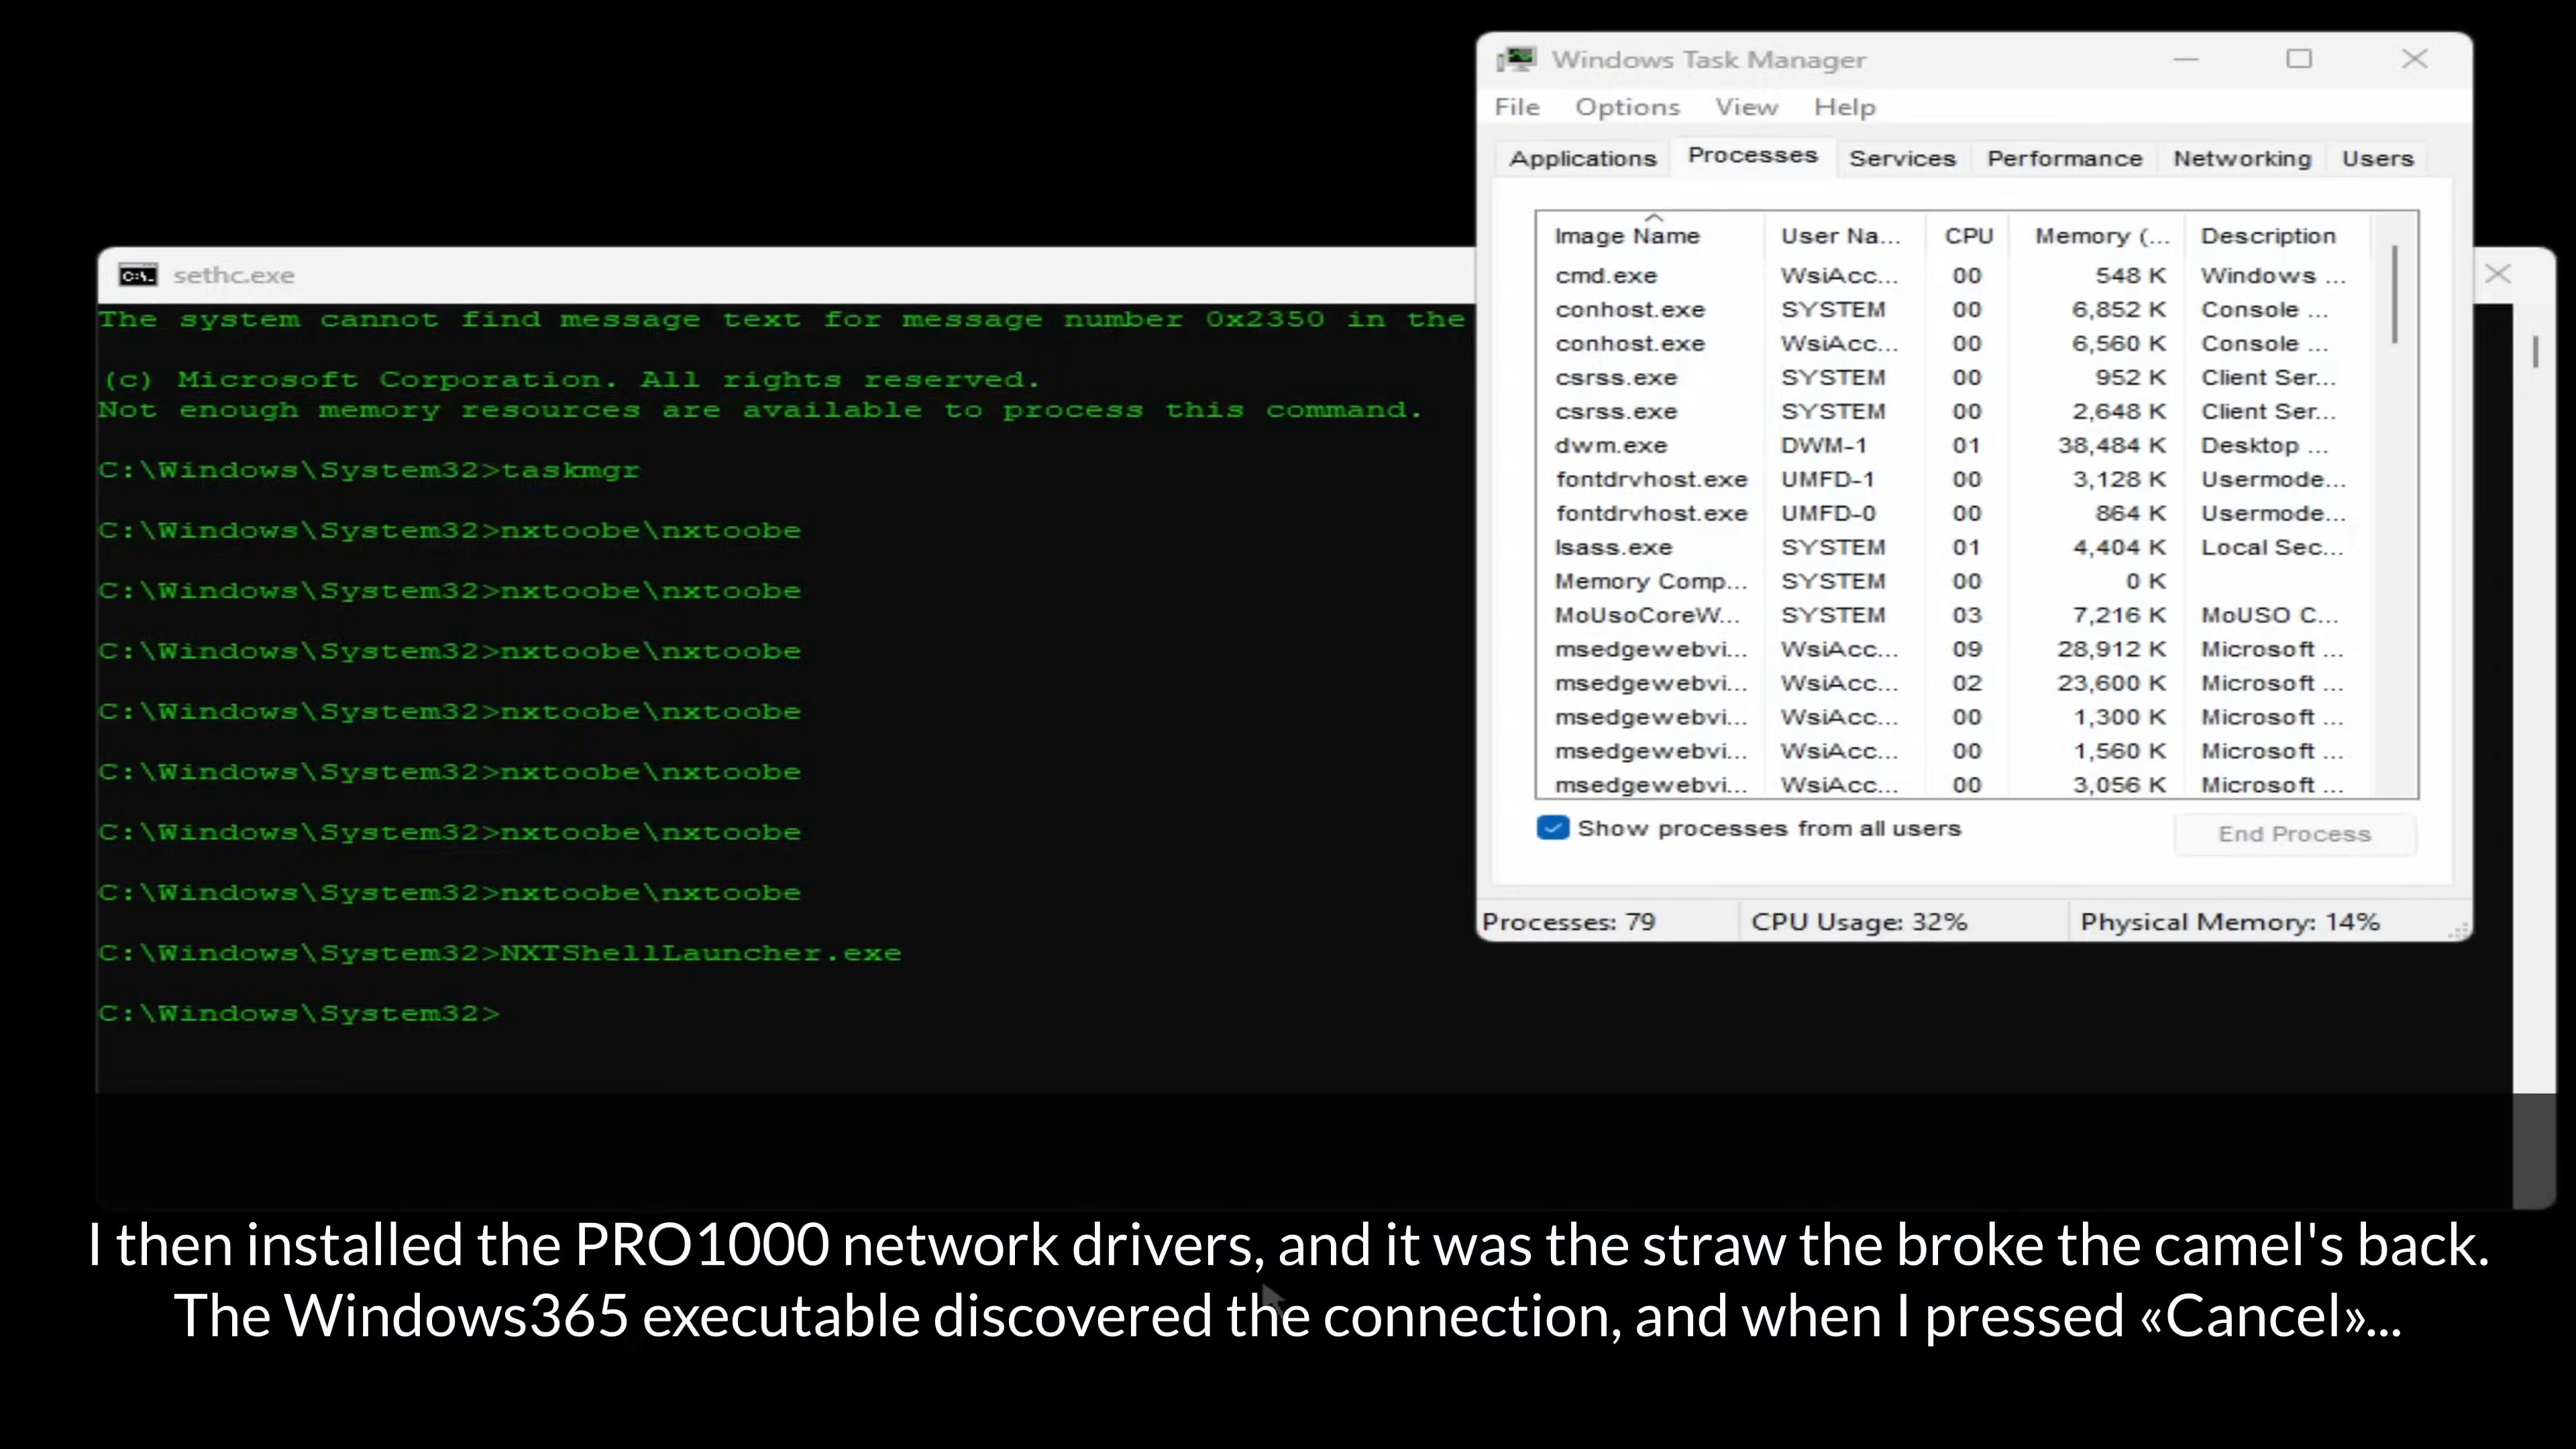 Windows Task Manager
File Options View Help
Applications Processes Services Performance Networking Users
Image Name User Na... CPU Memory (... Description
cmd.exe WsiAcc... 00 548 K Windows ...
conhost.exe SYSTEM 00 6,852 K Console ...
conhost.exe WsiAcc... 00 6,560 K Console ...
csrss.exe SYSTEM 00 952 K Client Ser...
csrss.exe SYSTEM 00 2,648 K Client Ser...
dwm.exe DWM-1 01 38,484 K Desktop ...
fontdrvhost.exe UMFD-1 00 3,128 K Usermode...
fontdrvhost.exe UMFD-0 00 864 K Usermode...
lsass.exe SYSTEM 01 4,404 K Local Sec...
Memory Comp... SYSTEM 00 0 K
MoUsoCoreW... SYSTEM 03 7,216 K MoUSO C...
msedgewebvi... WsiAcc... 09 28,912 K Microsoft ...
msedgewebvi... WsiAcc... 02 23,600 K Microsoft ...
msedgewebvi... WsiAcc... 00 1,300 K Microsoft ...
msedgewebvi... WsiAcc... 00 1,560 K Microsoft ...
msedgewebvi... WsiAcc... 00 3,056 K Microsoft ...
Show processes from all users
End Process
Processes: 79 CPU Usage: 32% Physical Memory: 14%
C:\. sethc.exe
The system cannot find message text for message number 0x2350 in the
(c) Microsoft Corporation. All rights reserved.
Not enough memory resources are available to process this command.
C:\Windows\System32>taskmgr
C:\Windows\System32>nxtoobe\nxtoobe
C:\Windows\System32>nxtoobe\nxtoobe
C:\Windows\System32>nxtoobe\nxtoobe
C:\Windows\System32>nxtoobe\nxtoobe
C:\Windows\System32>nxtoobe\nxtoobe
C:\Windows\System32>nxtoobe\nxtoobe
C:\Windows\System32>nxtoobe\nxtoobe
C:\Windows\System32>NXTShellLauncher.exe
C:\Windows\System32>
I then installed the PRO1000 network drivers, and it was the straw the broke the camel's back.
The Windows365 executable discovered the connection, and when I pressed «Cancel»...